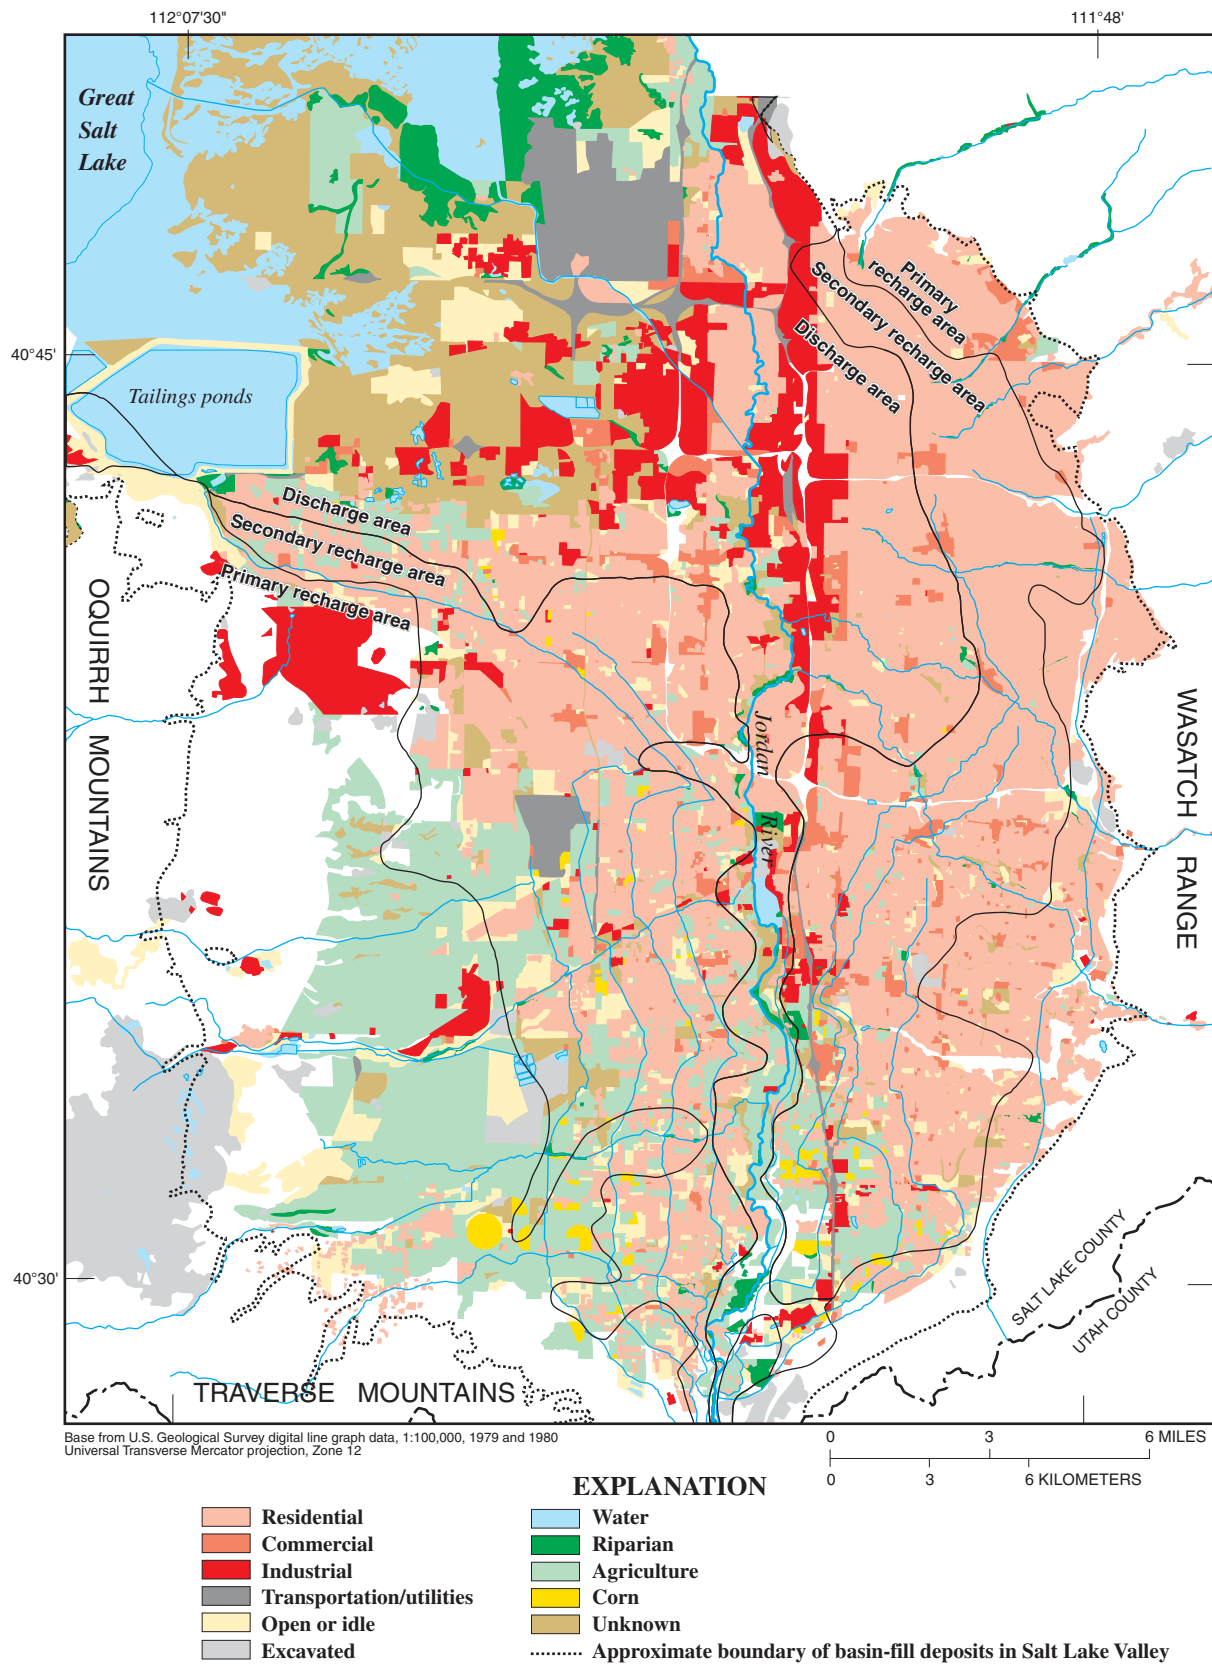 112°07'30"
111°48'
Great
Salt
Lake
Primary
recharge area
Secondary recharge area
Discharge area
40°45'
Tailings ponds
Discharge area
Secondary recharge area
Primary recharge area
OQUIRRH MOUNTAINS
Jordan River
WASATCH RANGE
40°30'
SALT LAKE COUNTY
UTAH COUNTY
TRAVERSE MOUNTAINS
Base from U.S. Geological Survey digital line graph data, 1:100,000, 1979 and 1980
Universal Transverse Mercator projection, Zone 12
0 3 6 MILES
0 3 6 KILOMETERS
EXPLANATION
Residential
Commercial
Industrial
Transportation/utilities
Open or idle
Excavated
Water
Riparian
Agriculture
Corn
Unknown
Approximate boundary of basin-fill deposits in Salt Lake Valley